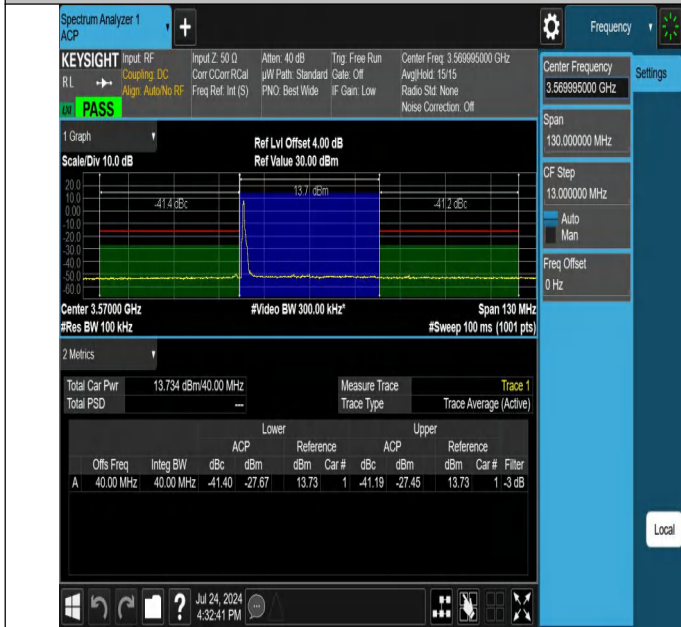 Spectrum Analyzer 1
ACP
Frequency
KEYSIGHT Input: RF Input Z: 50 Ω Atten: 40 dB Trig: Free Run Center Freq: 3.569995000 GHz
RL Coupling: DC Corr CCorr RCal µW Path: Standard Gate: Off Avg|Hold: 15/15
Align: Auto/No RF Freq Ref: Int (S) PNO: Best Wide IF Gain: Low Radio Std: None
LXI PASS Noise Correction: Off
Center Frequency
3.569995000 GHz
Settings
Span
130.000000 MHz
CF Step
13.000000 MHz
Auto
Man
Freq Offset
0 Hz
1 Graph
Ref Lvl Offset 4.00 dB
Scale/Div 10.0 dB Ref Value 30.00 dBm
20.0
10.0
0.00
-10.0
-20.0
-30.0
-40.0
-50.0
-60.0
-41.4 dBc
13.7 dBm
-41.2 dBc
Center 3.57000 GHz #Video BW 300.00 kHz* Span 130 MHz
#Res BW 100 kHz #Sweep 100 ms (1001 pts)
2 Metrics
Total Car Pwr 13.734 dBm/40.00 MHz Measure Trace Trace 1
Total PSD --- Trace Type Trace Average (Active)
Lower Upper
ACP Reference ACP Reference
Offs Freq Integ BW dBc dBm dBm Car # dBc dBm dBm Car # Filter
A 40.00 MHz 40.00 MHz -41.40 -27.67 13.73 1 -41.19 -27.45 13.73 1 -3 dB
Local
?
Jul 24, 2024
4:32:41 PM